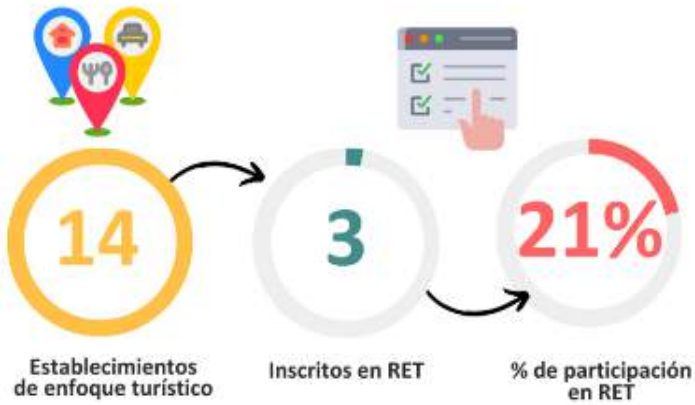 14
3
21%
Establecimientos
de enfoque turístico
Inscritos en RET
% de participación
en RET